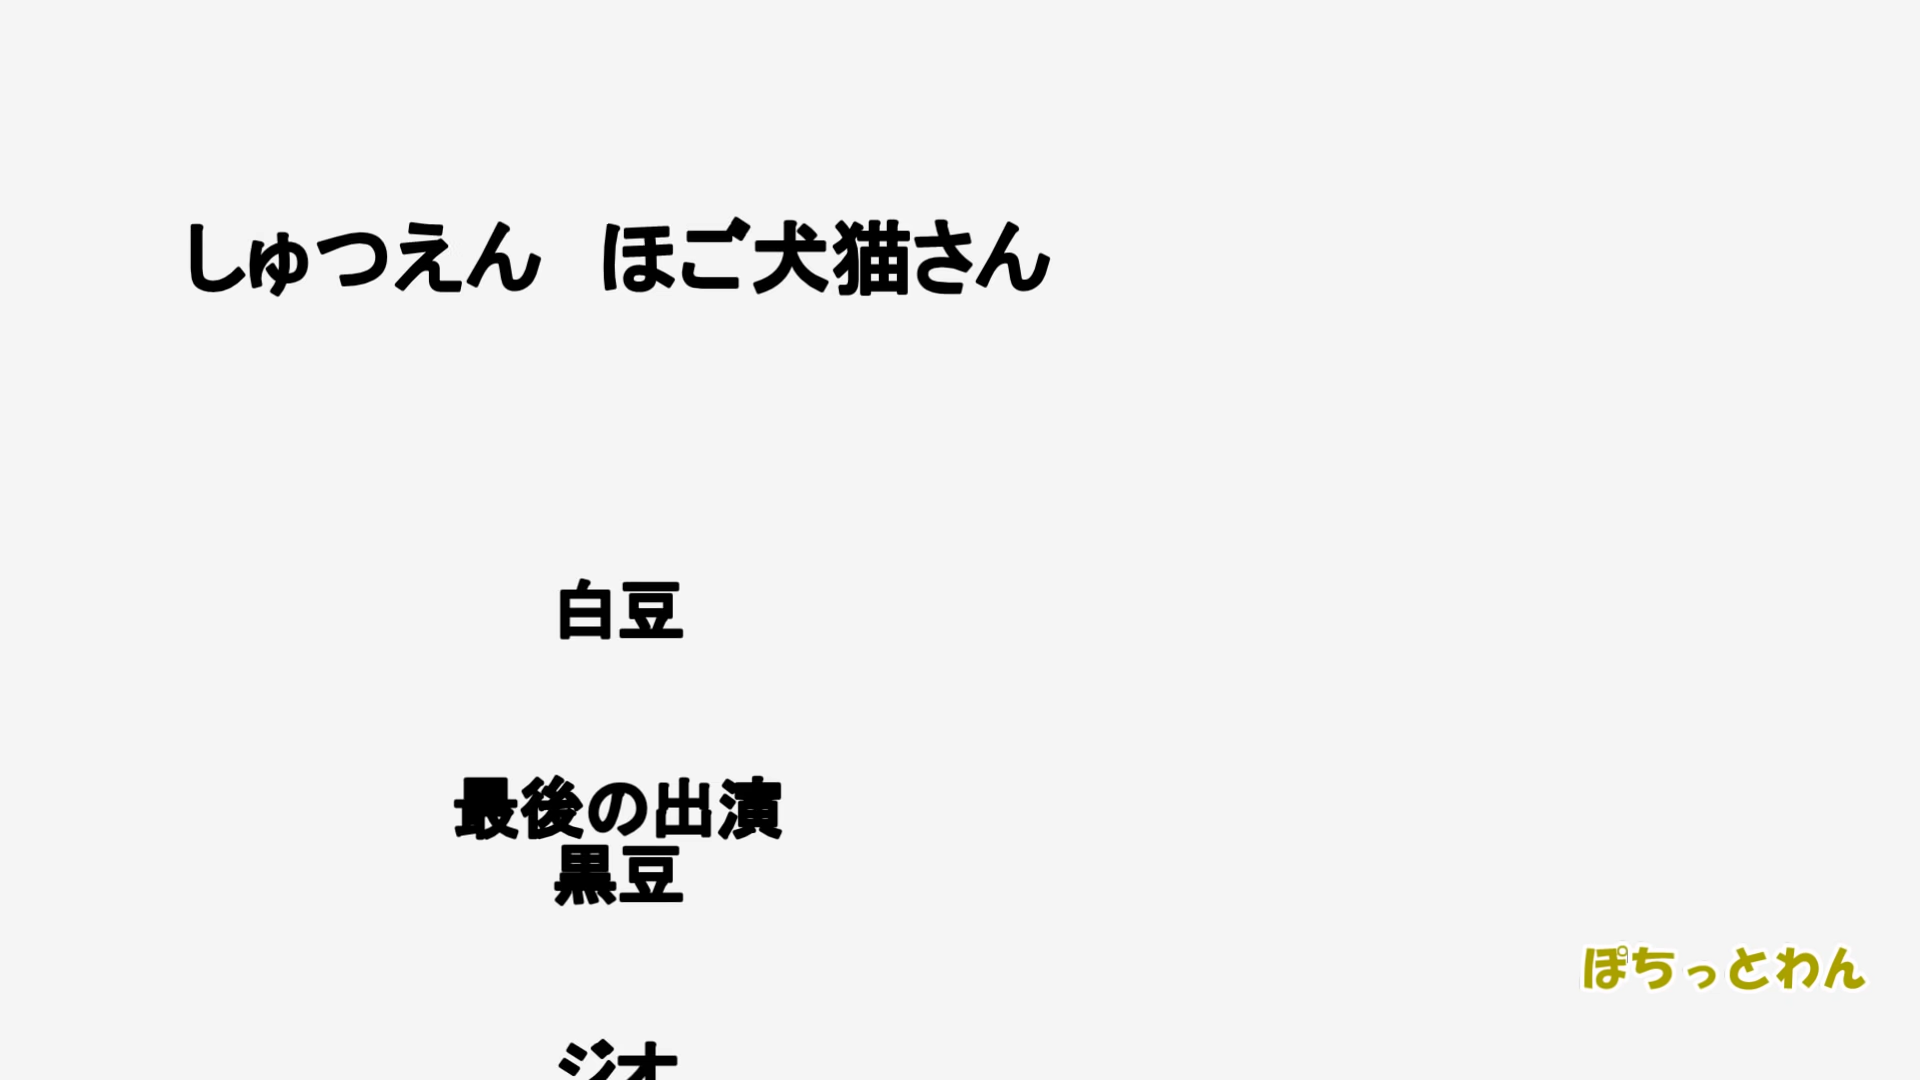 しゅつえん　ほご犬猫さん
白豆
最後の出演
黒豆
ぽちっとわん
ジオ